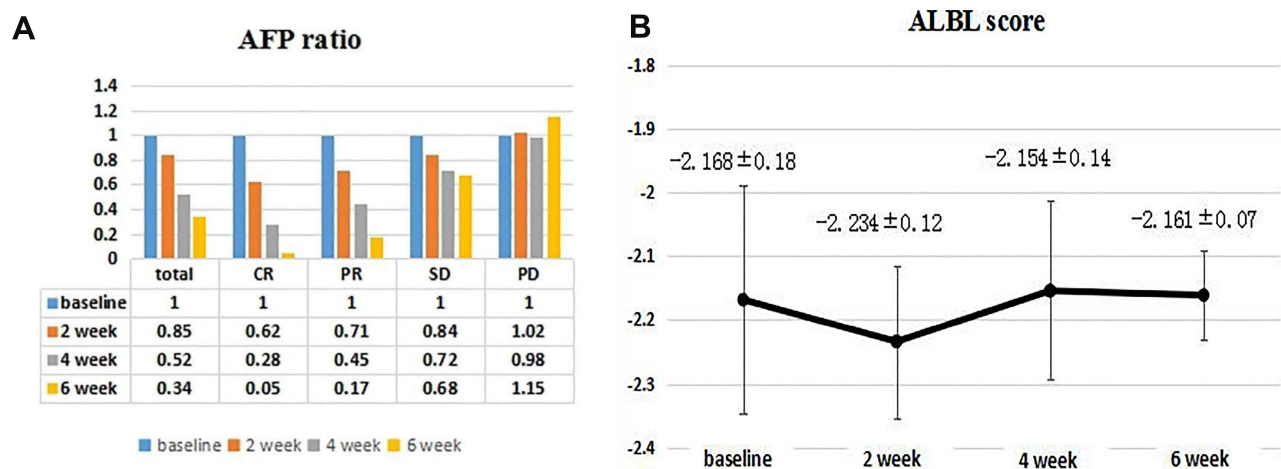 A
AFP ratio
1.4
1.2
1
0.8
0.6
0.4
0.2
0
total CR PR SD PD
baseline 1 1 1 1 1
2 week 0.85 0.62 0.71 0.84 1.02
4 week 0.52 0.28 0.45 0.72 0.98
6 week 0.34 0.05 0.17 0.68 1.15
baseline 2 week 4 week 6 week
B
ALBL score
-1.8
-1.9
-2
-2.1
-2.2
-2.3
-2.4
-2.168±0.18
-2.234±0.12
-2.154±0.14
-2.161±0.07
baseline 2 week 4 week 6 week